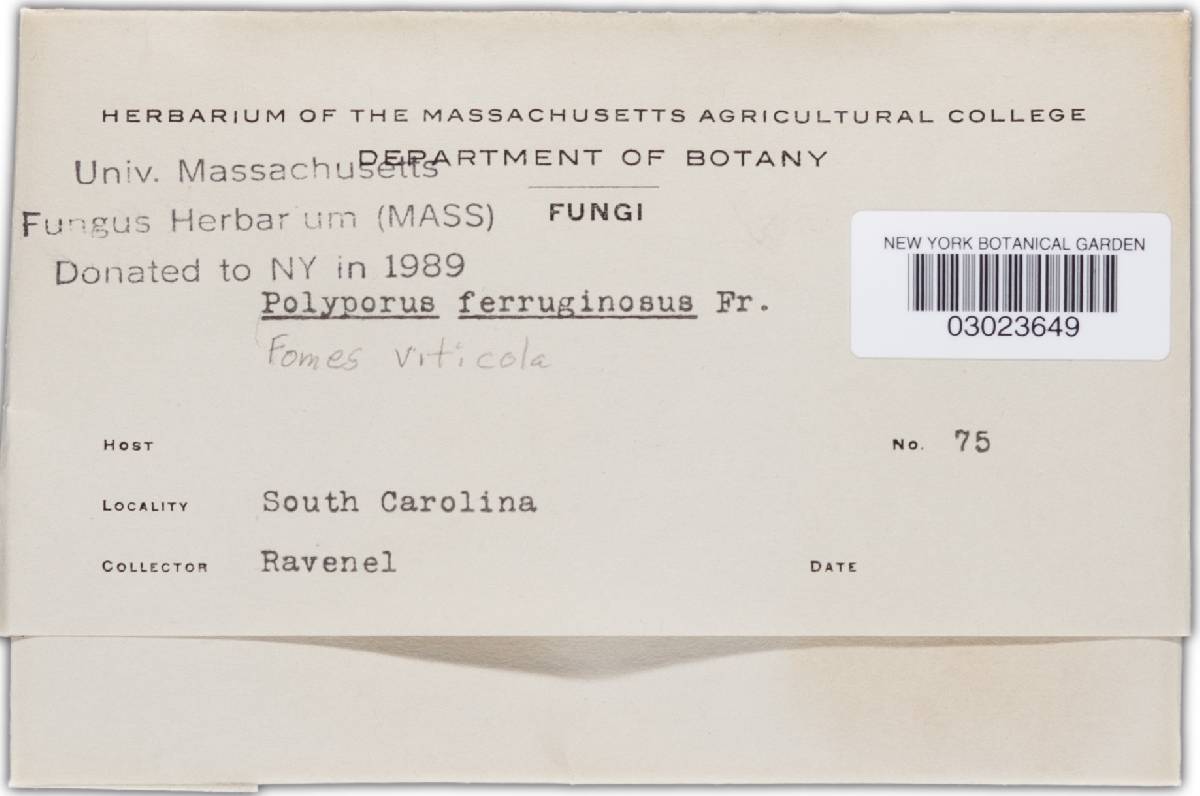 HERBARIUM OF THE MASSACHUSETTS AGRICULTURAL COLLEGE
DEPARTMENT OF BOTANY
Univ. Massachusetts
Fungus Herbarium (MASS)
FUNGI
Donated to NY in 1989
NEW YORK BOTANICAL GARDEN
03023649
Polyporus ferruginosus Fr.
Fomes viticola
HOST
No. 75
LOCALITY South Carolina
COLLECTOR Ravenel
DATE